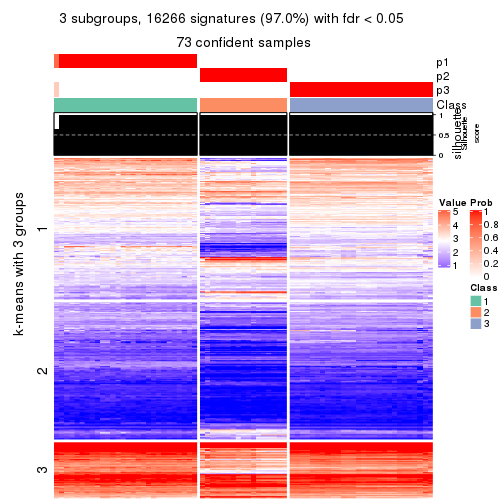 3 subgroups, 16266 signatures (97.0%) with fdr < 0.05
73 confident samples
p1
p2
p3
Class
1
0.5
0
silhouette
Silhouette
score
k-means with 3 groups
1
2
3
Value
5
4
3
2
1
Prob
1
0.8
0.6
0.4
0.2
0
Class
1
2
3